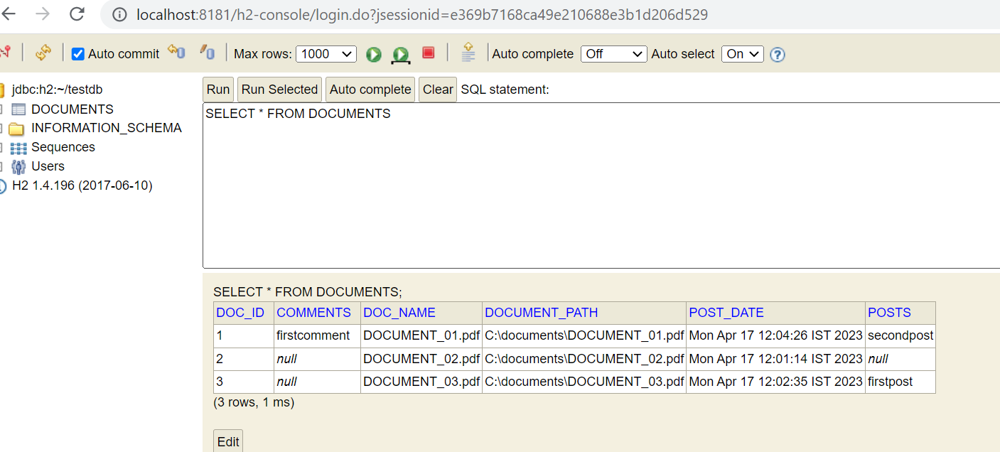 localhost:8181/h2-console/login.do?jsessionid=e369b7168ca49e210688e3b1d206d529
Auto commit Max rows: 1000 Auto complete Off Auto select On ?
jdbc:h2:~/testdb
DOCUMENTS
INFORMATION_SCHEMA
Sequences
Users
H2 1.4.196 (2017-06-10)
Run Run Selected Auto complete Clear SQL statement:
SELECT * FROM DOCUMENTS
SELECT * FROM DOCUMENTS;
DOC_ID COMMENTS DOC_NAME DOCUMENT_PATH POST_DATE POSTS
1 firstcomment DOCUMENT_01.pdf C:\documents\DOCUMENT_01.pdf Mon Apr 17 12:04:26 IST 2023 secondpost
2 null DOCUMENT_02.pdf C:\documents\DOCUMENT_02.pdf Mon Apr 17 12:01:14 IST 2023 null
3 null DOCUMENT_03.pdf C:\documents\DOCUMENT_03.pdf Mon Apr 17 12:02:35 IST 2023 firstpost
(3 rows, 1 ms)
Edit